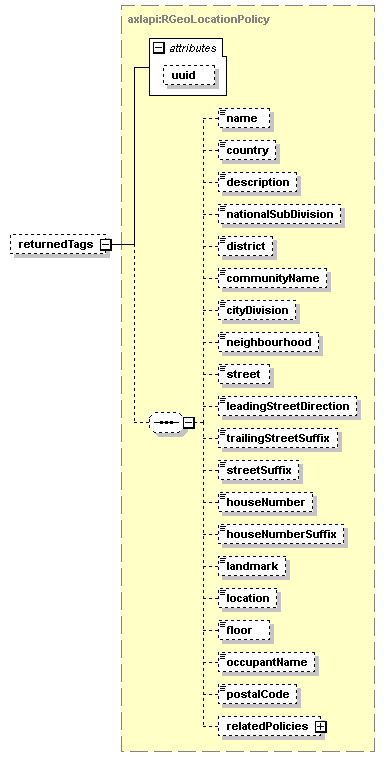 axlapi:RGeoLocationPolicy
attributes
uuid
name
country
description
nationalSubDivision
returnedTags
district
communityName
cityDivision
neighbourhood
street
leadingStreetDirection
trailingStreetSuffix
streetSuffix
houseNumber
houseNumberSuffix
landmark
location
floor
occupantName
postalCode
relatedPolicies